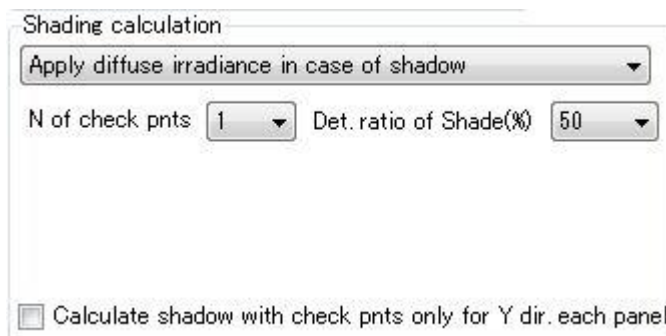 Shading calculation
Apply diffuse irradiance in case of shadow
N of check pnts 1 Det. ratio of Shade(%) 50
Calculate shadow with check pnts only for Y dir. each panel